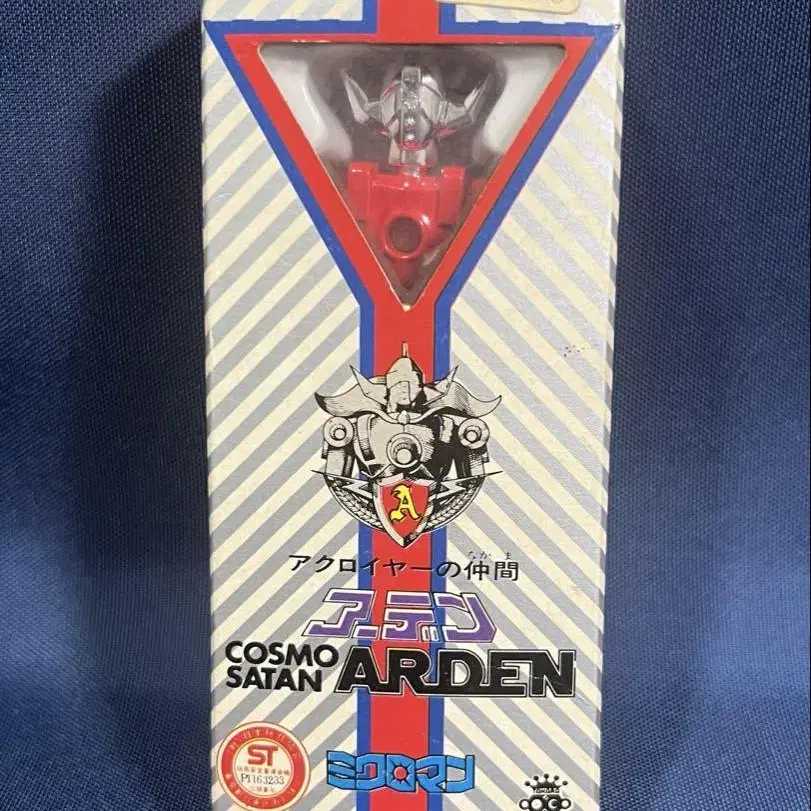 A
アクロイヤーの仲間
なかま
アーデン
COSMO
SATAN ARDEN
ST
P1163233
ミクロマン